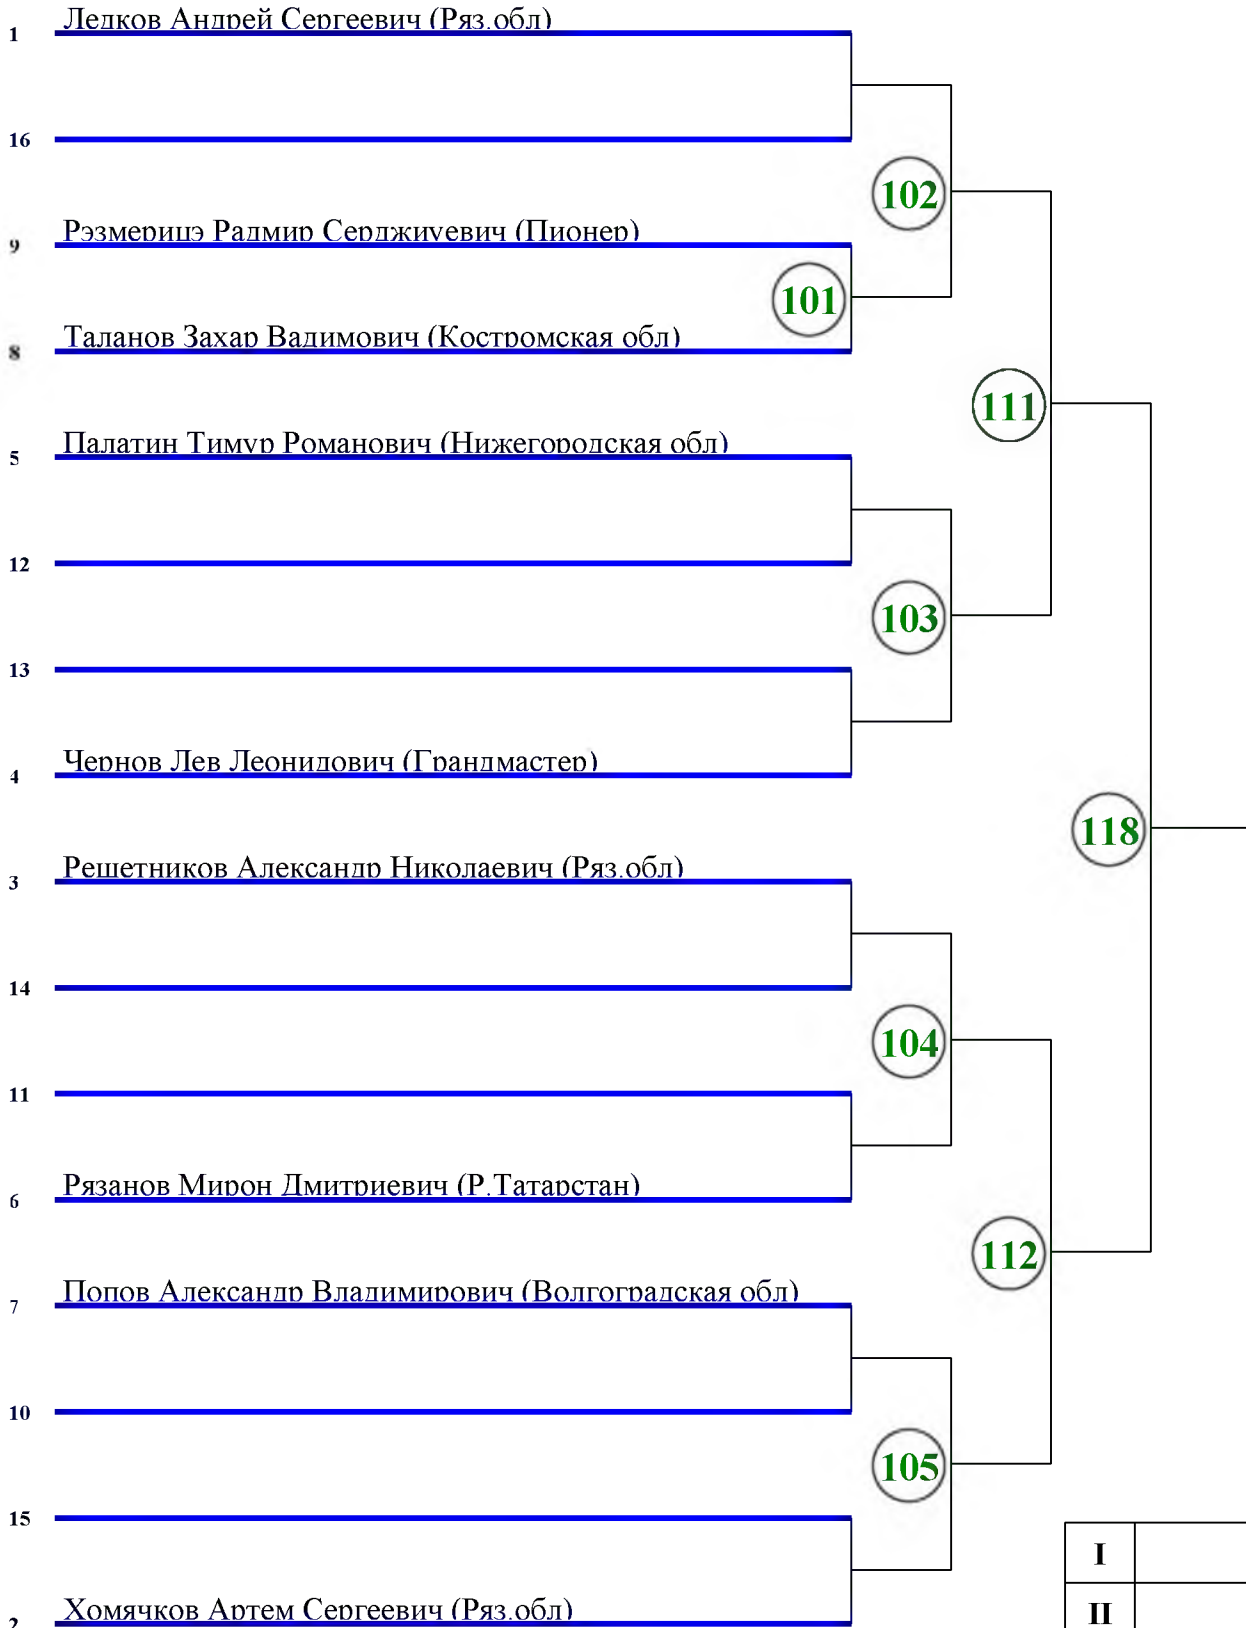 Ледков Андрей Сергеевич (Ряз.обл)
1
16
102
Рэзмерицэ Радмир Серджиуевич (Пионер)
9
101
Таланов Захар Вадимович (Костромская обл)
8
111
Палатин Тимур Романович (Нижегородская обл)
5
12
103
13
Чернов Лев Леонидович (Грандмастер)
4
118
Решетников Александр Николаевич (Ряз.обл)
3
14
104
11
Рязанов Мирон Дмитриевич (Р.Татарстан)
6
112
Попов Александр Владимирович (Волгоградская обл)
7
10
105
15
I
Хомячков Артем Сергеевич (Ряз.обл)
2
II